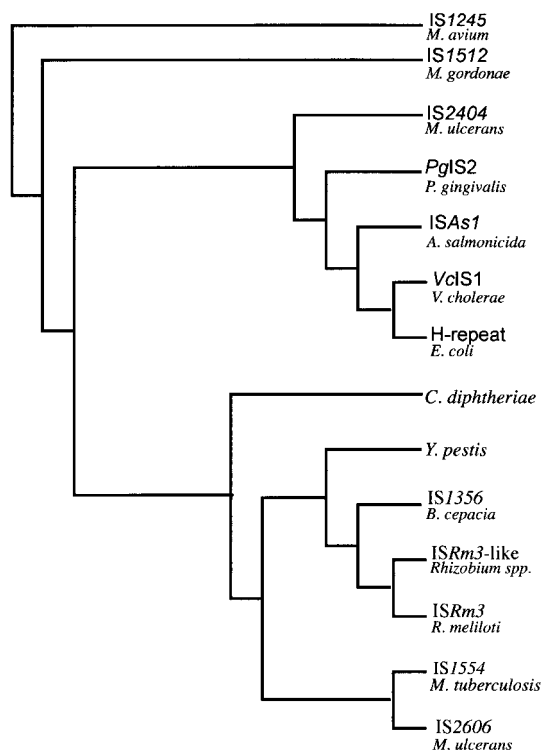 IS1245
M. avium
IS1512
M. gordonae
IS2404
M. ulcerans
PgIS2
P. gingivalis
ISAs1
A. salmonicida
VcIS1
V. cholerae
H-repeat
E. coli
C. diphtheriae
Y. pestis
IS1356
B. cepacia
ISRm3-like
Rhizobium spp.
ISRm3
R. meliloti
IS1554
M. tuberculosis
IS2606
M. ulcerans